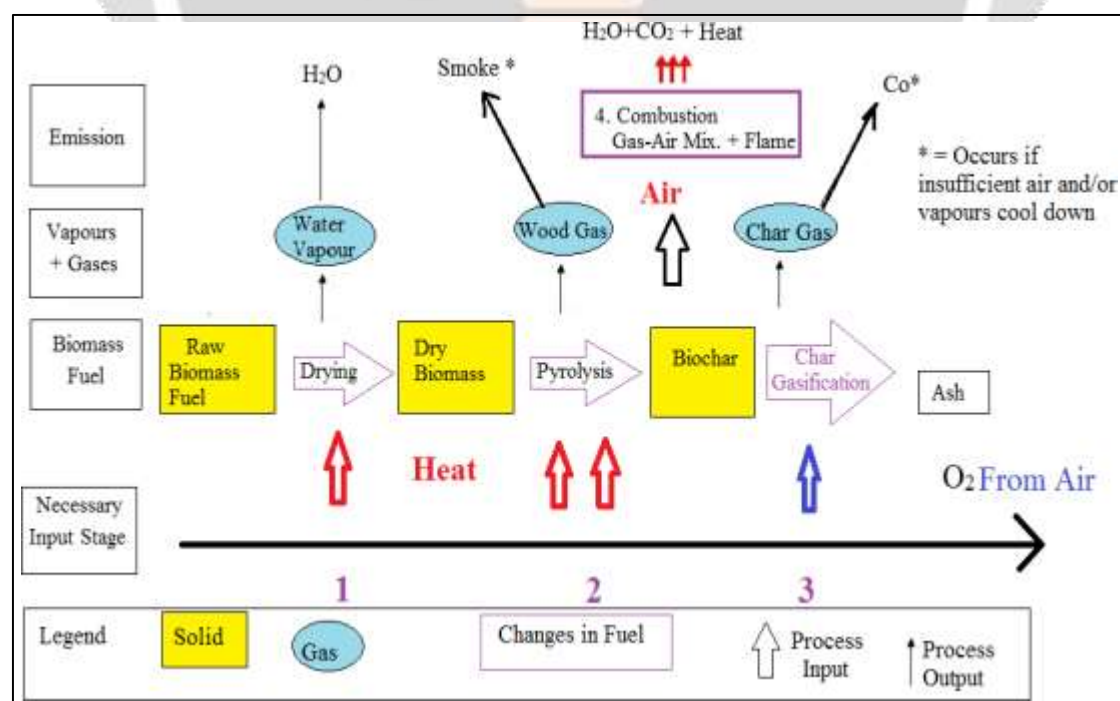 H₂O+CO₂ + Heat
H₂O
Smoke *
Co*
Emission
4. Combustion
Gas-Air Mix. + Flame
* = Occurs if
insufficient air and/or
vapours cool down
Air
Vapours
+ Gases
Water
Vapour
Wood Gas
Char Gas
Biomass
Fuel
Raw
Biomass
Fuel
Drying
Dry
Biomass
Pyrolysis
Biochar
Char
Gasification
Ash
Heat
O₂ From Air
Necessary
Input Stage
1
2
3
Legend
Solid
Gas
Changes in Fuel
Process
Input
Process
Output